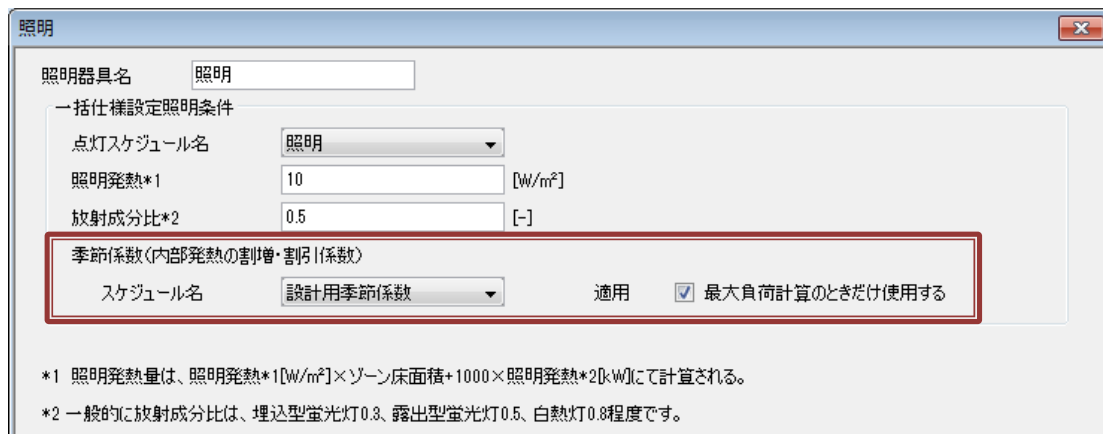 照明
照明器具名 照明
一括仕様設定照明条件
点灯スケジュール名 照明
照明発熱*1 10 [W/m²]
放射成分比*2 0.5 [-]
季節係数(内部発熱の割増・割引係数)
スケジュール名 設計用季節係数 適用 最大負荷計算のときだけ使用する
*1 照明発熱量は、照明発熱*1[W/m²]×ゾーン床面積+1000×照明発熱*2[kW]にて計算される。
*2 一般的に放射成分比は、埋込型蛍光灯0.3、露出型蛍光灯0.5、白熱灯0.8程度です。